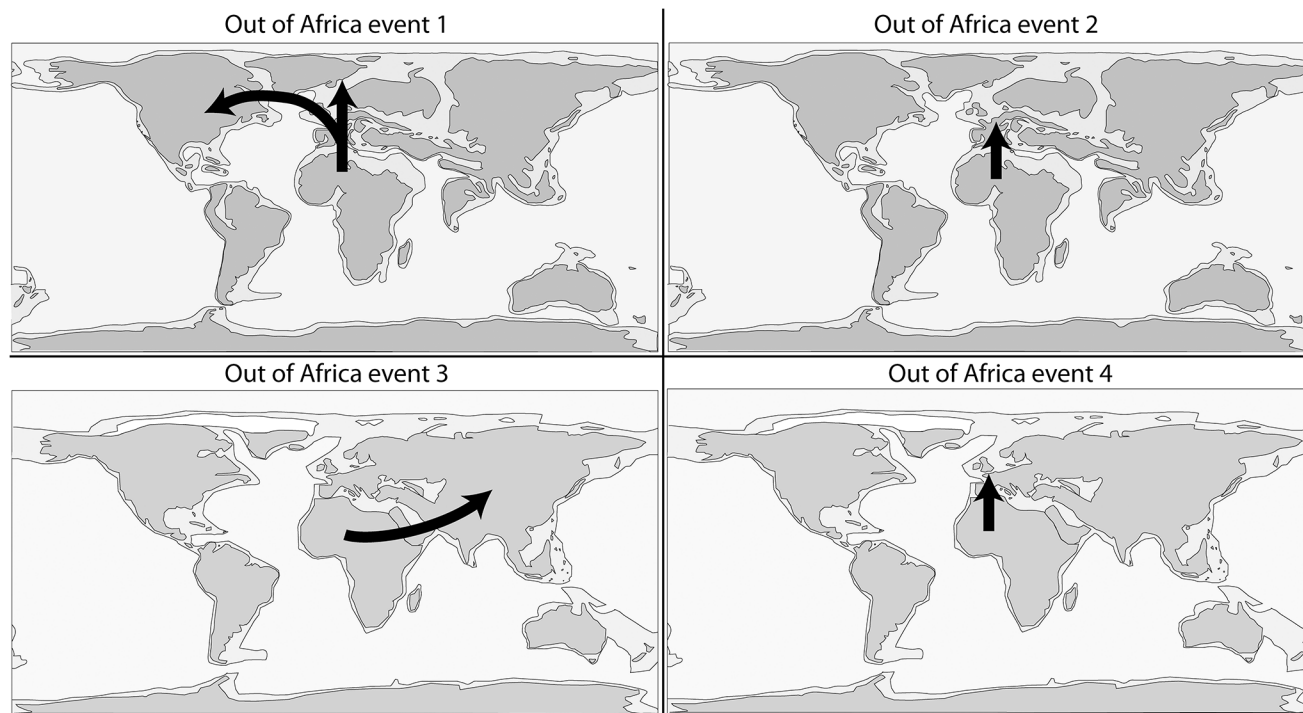 Out of Africa event 1
Out of Africa event 2
Out of Africa event 3
Out of Africa event 4